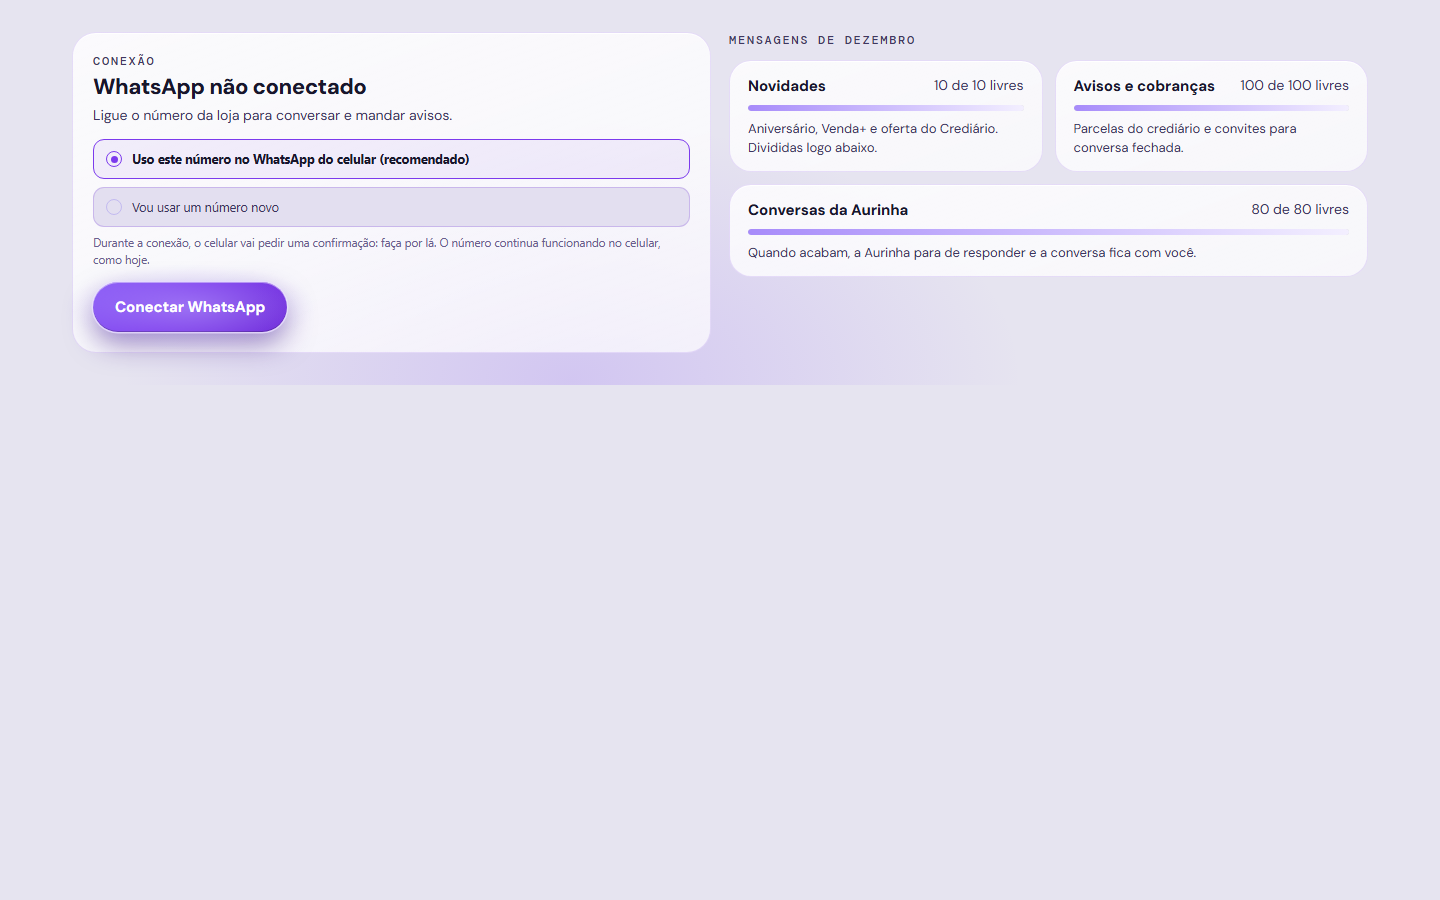 CONEXÃO
WhatsApp não conectado
Ligue o número da loja para conversar e mandar avisos.
Uso este número no WhatsApp do celular (recomendado)
Vou usar um número novo
Durante a conexão, o celular vai pedir uma confirmação: faça por lá. O número continua funcionando no celular,
como hoje.
Conectar WhatsApp
MENSAGENS DE DEZEMBRO
Novidades
10 de 10 livres
Aniversário, Venda+ e oferta do Crediário.
Divididas logo abaixo.
Avisos e cobranças
100 de 100 livres
Parcelas do crediário e convites para
conversa fechada.
Conversas da Aurinha
80 de 80 livres
Quando acabam, a Aurinha para de responder e a conversa fica com você.